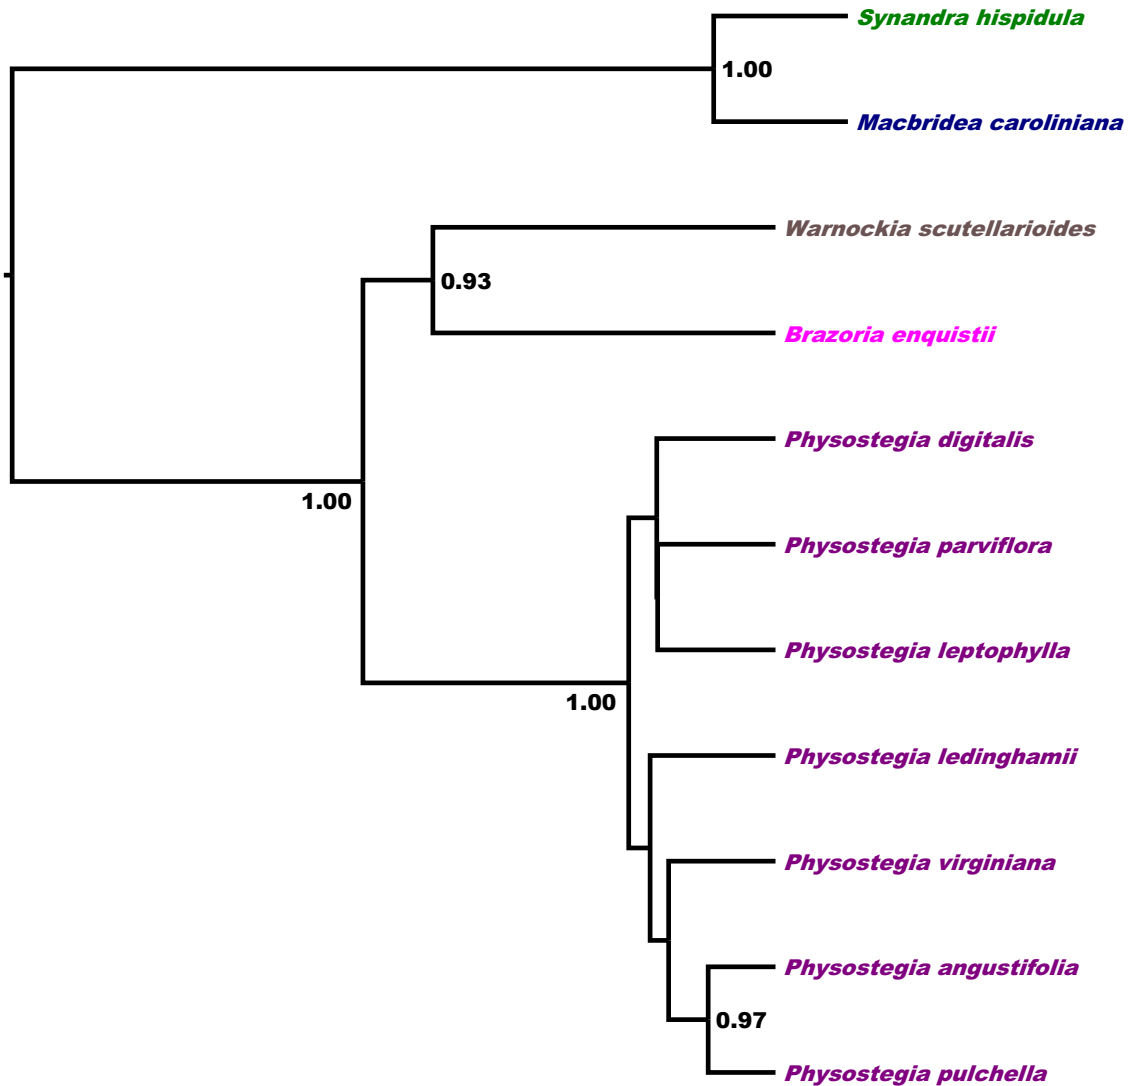 Synandra hispidula
1.00
Macbridea caroliniana
Warnockia scutellarioides
0.93
Brazoria enquistii
Physostegia digitalis
1.00
Physostegia parviflora
Physostegia leptophylla
1.00
Physostegia ledinghamii
Physostegia virginiana
Physostegia angustifolia
0.97
Physostegia pulchella